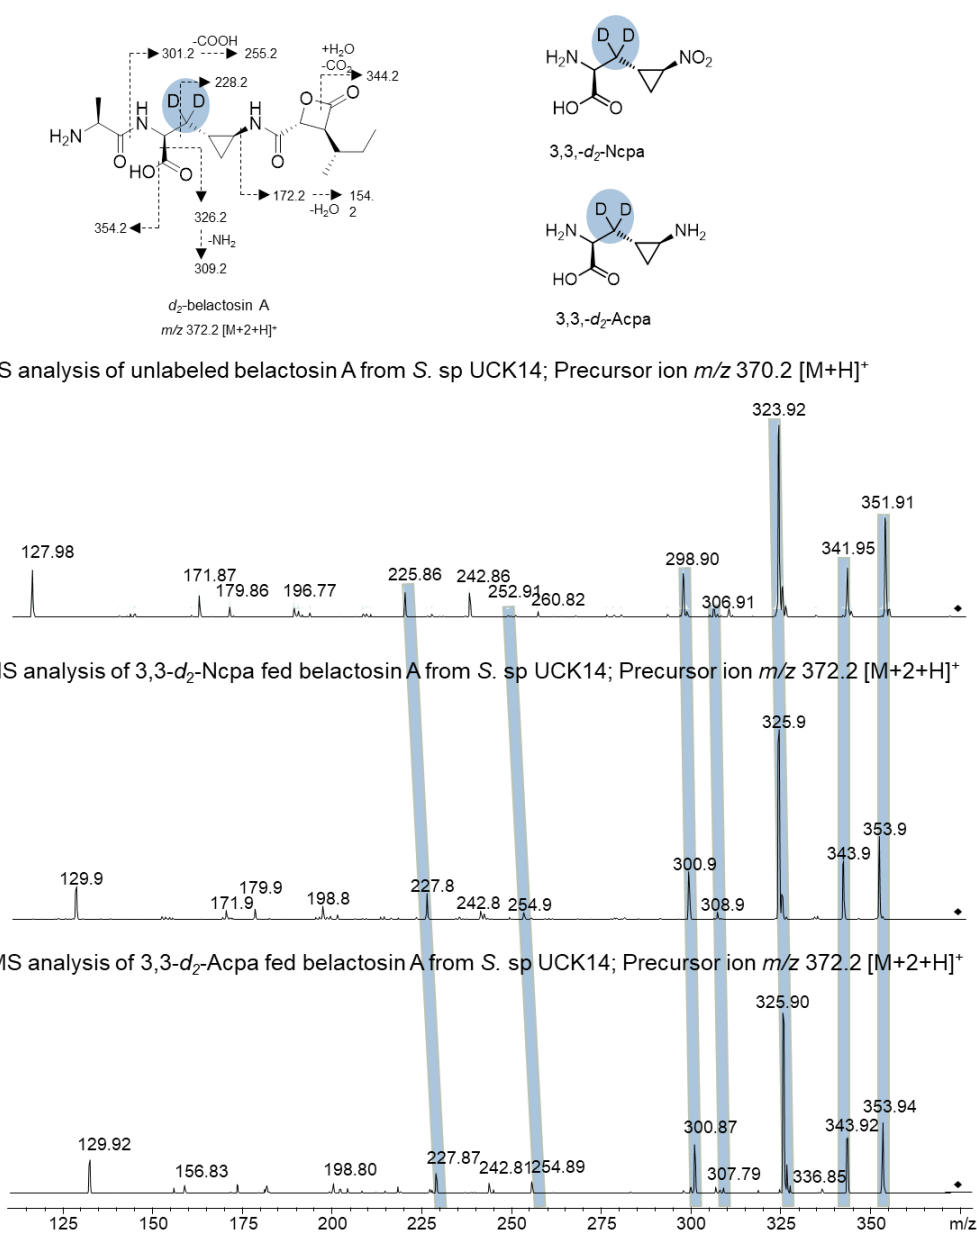 -COOH
301.2
255.2
+H₂O
-CO₂
344.2
228.2
D D
H
N
H
N
O
O
H₂N
O
HO
O
O
172.2
-H₂O
154.
2
354.2
326.2
-NH₂
309.2
d₂-belactosin A
m/z 372.2 [M+2+H]⁺
D D
H₂N
NO₂
HO
O
3,3,-d₂-Ncpa
D D
H₂N
NH₂
HO
O
3,3,-d₂-Acpa
S analysis of unlabeled belactosin A from S. sp UCK14; Precursor ion m/z 370.2 [M+H]⁺
127.98
171.87
179.86
196.77
225.86
242.86
252.91
260.82
298.90
306.91
323.92
341.95
351.91
MS analysis of 3,3-d₂-Ncpa fed belactosin A from S. sp UCK14; Precursor ion m/z 372.2 [M+2+H]⁺
129.9
171.9
179.9
198.8
227.8
242.8
254.9
300.9
308.9
325.9
343.9
353.9
MS analysis of 3,3-d₂-Acpa fed belactosin A from S. sp UCK14; Precursor ion m/z 372.2 [M+2+H]⁺
129.92
156.83
198.80
227.87
242.81
254.89
300.87
307.79
325.90
336.85
343.92
353.94
125 150 175 200 225 250 275 300 325 350 m/z